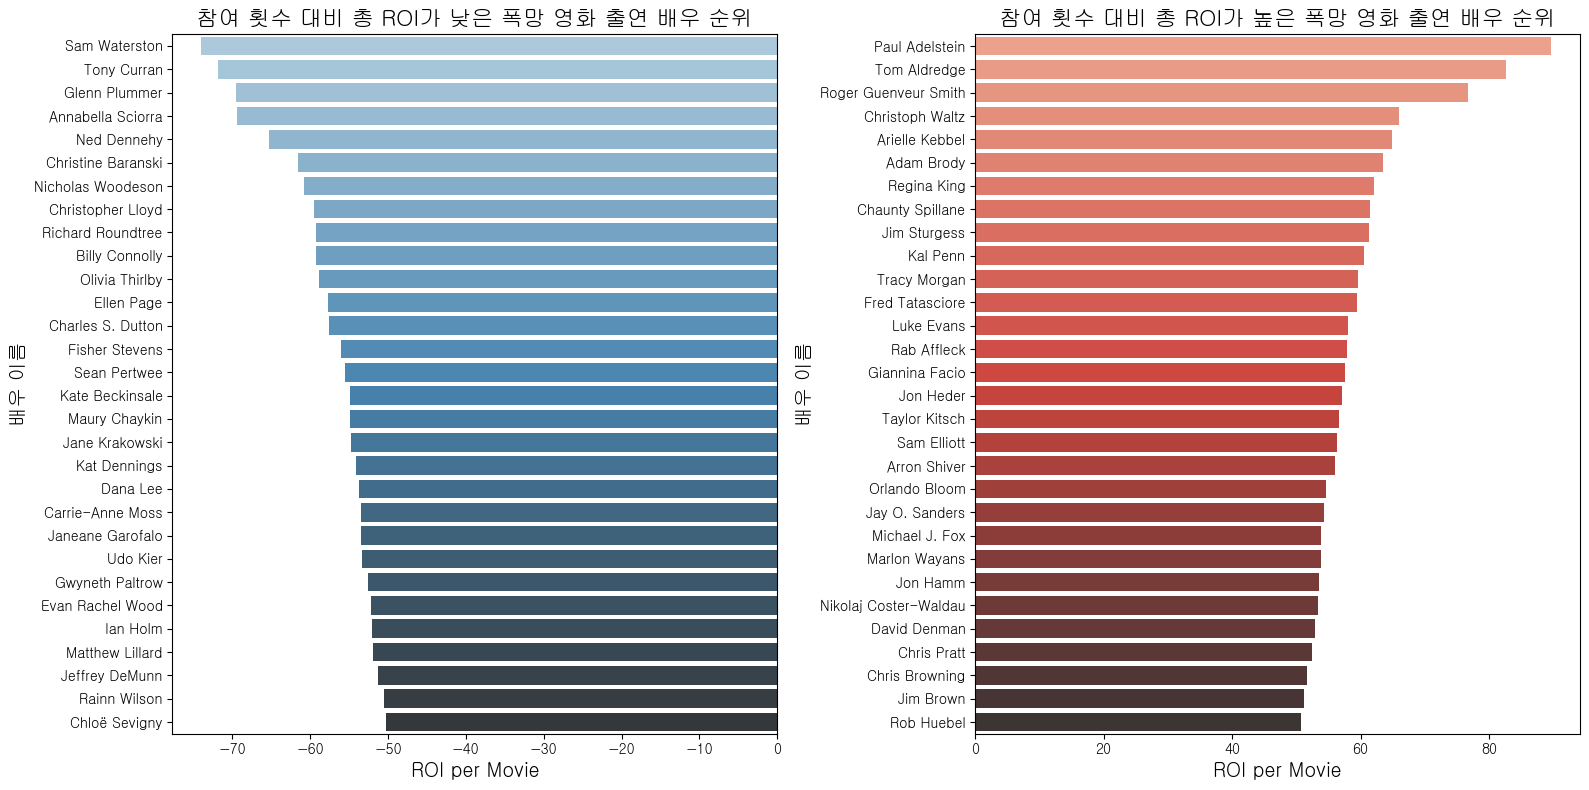 참여 횟수 대비 총 ROI가 낮은 폭망 영화 출연 배우 순위
배우 이름
Sam Waterston
Tony Curran
Glenn Plummer
Annabella Sciorra
Ned Dennehy
Christine Baranski
Nicholas Woodeson
Christopher Lloyd
Richard Roundtree
Billy Connolly
Olivia Thirlby
Ellen Page
Charles S. Dutton
Fisher Stevens
Sean Pertwee
Kate Beckinsale
Maury Chaykin
Jane Krakowski
Kat Dennings
Dana Lee
Carrie-Anne Moss
Janeane Garofalo
Udo Kier
Gwyneth Paltrow
Evan Rachel Wood
Ian Holm
Matthew Lillard
Jeffrey DeMunn
Rainn Wilson
Chloë Sevigny
−70 −60 −50 −40 −30 −20 −10 0
ROI per Movie
참여 횟수 대비 총 ROI가 높은 폭망 영화 출연 배우 순위
배우 이름
Paul Adelstein
Tom Aldredge
Roger Guenveur Smith
Christoph Waltz
Arielle Kebbel
Adam Brody
Regina King
Chaunty Spillane
Jim Sturgess
Kal Penn
Tracy Morgan
Fred Tatasciore
Luke Evans
Rab Affleck
Giannina Facio
Jon Heder
Taylor Kitsch
Sam Elliott
Arron Shiver
Orlando Bloom
Jay O. Sanders
Michael J. Fox
Marlon Wayans
Jon Hamm
Nikolaj Coster-Waldau
David Denman
Chris Pratt
Chris Browning
Jim Brown
Rob Huebel
0 20 40 60 80
ROI per Movie